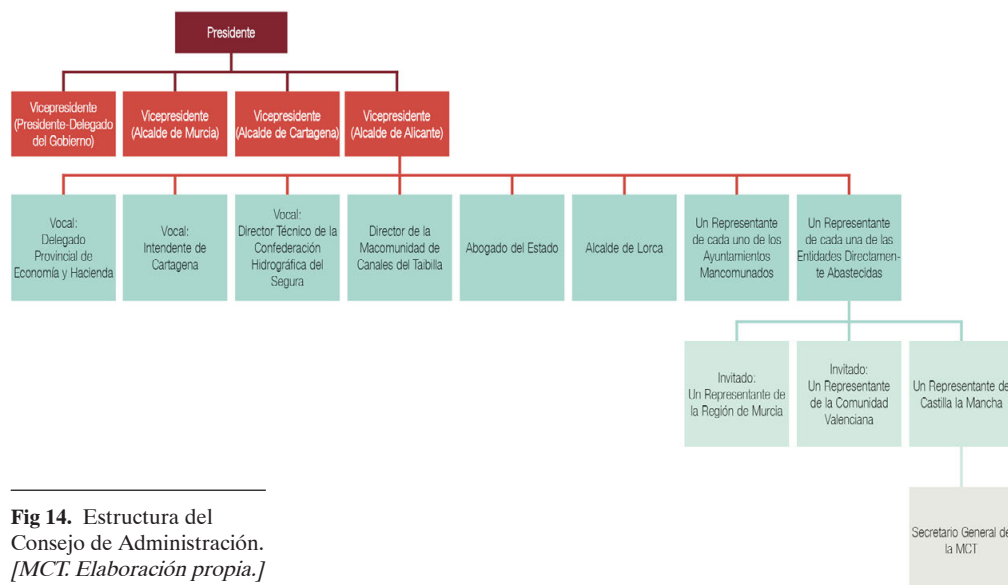 Presidente
Vicepresidente
(Presidente-Delegado
del Gobierno)
Vicepresidente
(Alcalde de Murcia)
Vicepresidente
(Alcalde de Cartagena)
Vicepresidente
(Alcalde de Alicante)
Vocal:
Delegado
Provincial de
Economía y Hacienda
Vocal:
Intendente de
Cartagena
Vocal:
Director Técnico de la
Confederación
Hidrográfica del
Segura
Director de la
Macomunidad de
Canales del Taibilla
Abogado del Estado
Alcalde de Lorca
Un Representante
de cada uno de los
Ayuntamientos
Mancomunados
Un Representante
de cada una de las
Entidades Directamen-
te Abastecidas
Invitado:
Un Representante de
la Región de Murcia
Invitado:
Un Representante
de la Comunidad
Valenciana
Un Representante de
Castilla la Mancha
Secretario General de
la MCT
Fig 14. Estructura del
Consejo de Administración.
[MCT. Elaboración propia.]